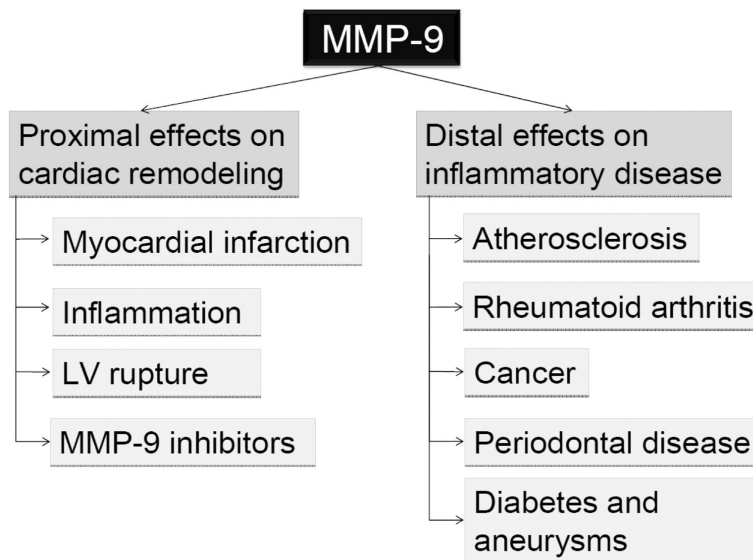 MMP-9
Proximal effects on
cardiac remodeling
Myocardial infarction
Inflammation
LV rupture
MMP-9 inhibitors
Distal effects on
inflammatory disease
Atherosclerosis
Rheumatoid arthritis
Cancer
Periodontal disease
Diabetes and
aneurysms